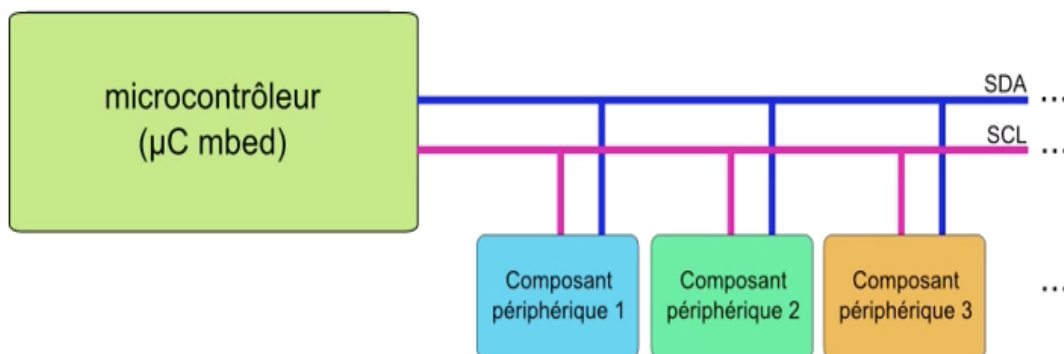 microcontrôleur
(µC mbed)
SDA ...
SCL ...
Composant
périphérique 1
Composant
périphérique 2
Composant
périphérique 3
...